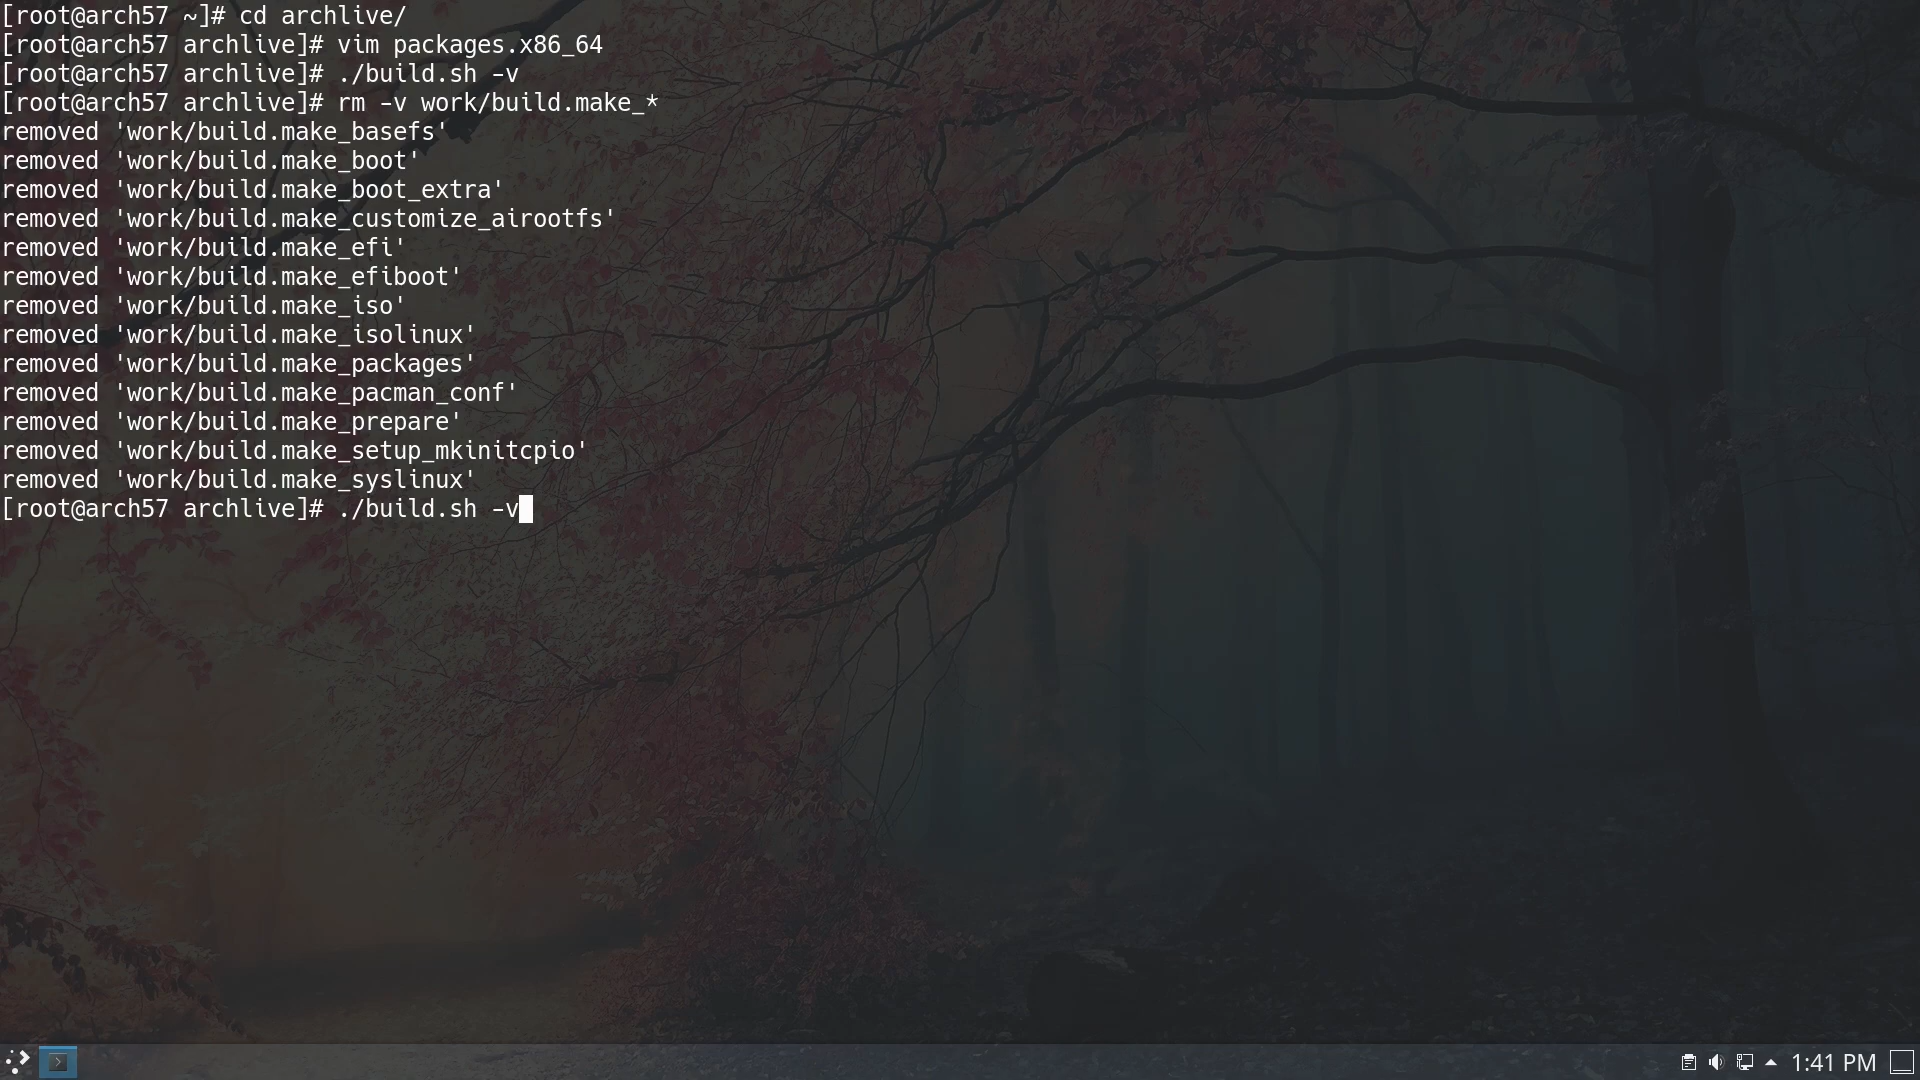 [root@arch57 ~]# cd archlive/
[root@arch57 archlive]# vim packages.x86_64
[root@arch57 archlive]# ./build.sh -v
[root@arch57 archlive]# rm -v work/build.make_*
removed 'work/build.make_basefs'
removed 'work/build.make_boot'
removed 'work/build.make_boot_extra'
removed 'work/build.make_customize_airootfs'
removed 'work/build.make_efi'
removed 'work/build.make_efiboot'
removed 'work/build.make_iso'
removed 'work/build.make_isolinux'
removed 'work/build.make_packages'
removed 'work/build.make_pacman_conf'
removed 'work/build.make_prepare'
removed 'work/build.make_setup_mkinitcpio'
removed 'work/build.make_syslinux'
[root@arch57 archlive]# ./build.sh -v
1:41 PM